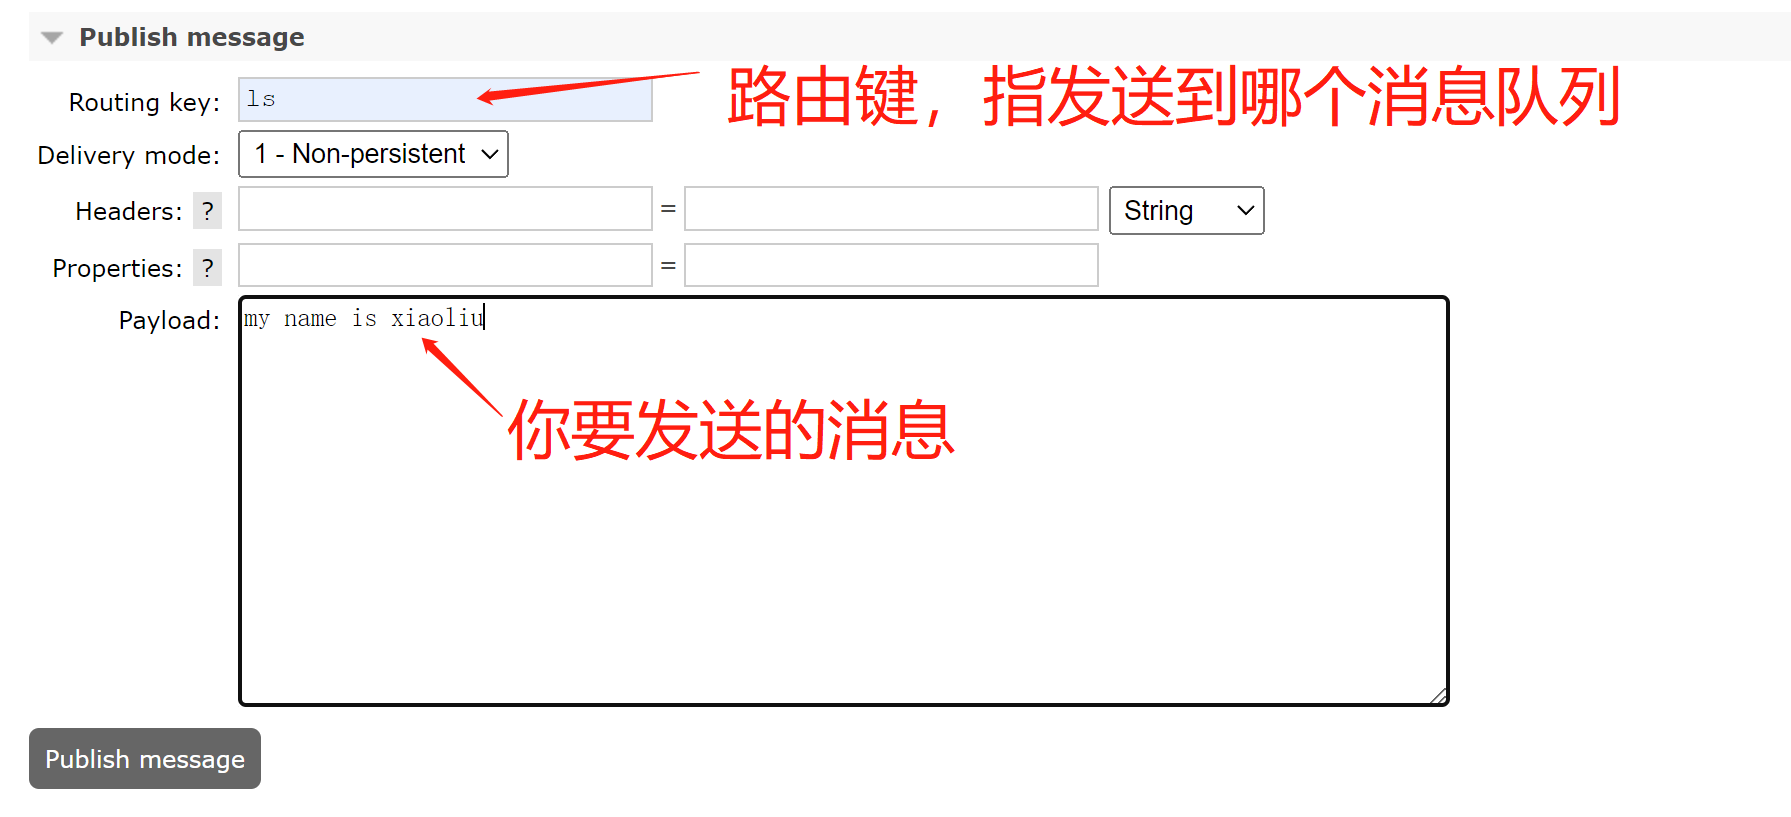 Publish message
Routing key: ls
路由键，指发送到哪个消息队列
Delivery mode: 1 - Non-persistent
Headers: ? = String
Properties: ? =
Payload: my name is xiaoliu
你要发送的消息
Publish message